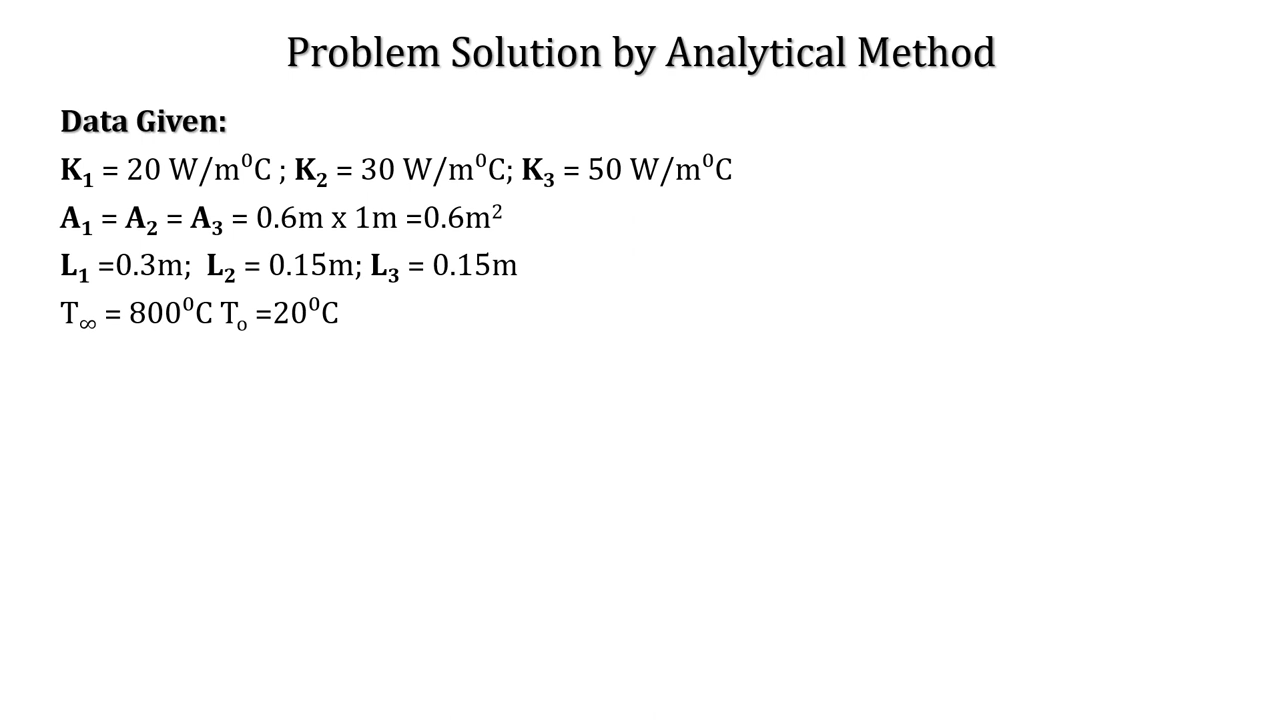 Problem Solution by Analytical Method
Data Given:
K₁ = 20 W/m⁰C ; K₂ = 30 W/m⁰C; K₃ = 50 W/m⁰C
A₁ = A₂ = A₃ = 0.6m x 1m =0.6m²
L₁ =0.3m; L₂ = 0.15m; L₃ = 0.15m
T∞ = 800⁰C Tₒ =20⁰C